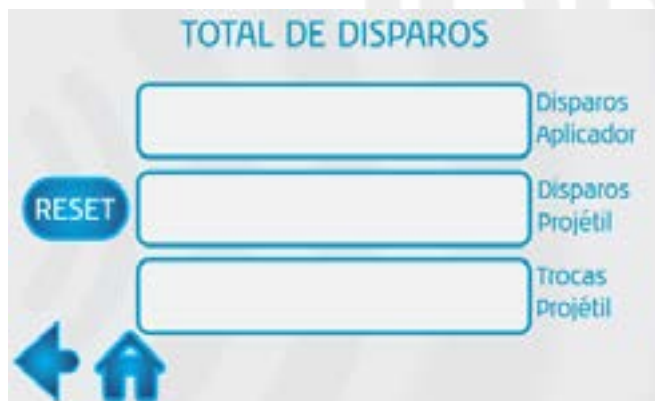 TOTAL DE DISPAROS
Disparos
Aplicador
RESET
Disparos
Projétil
Trocas
Projétil